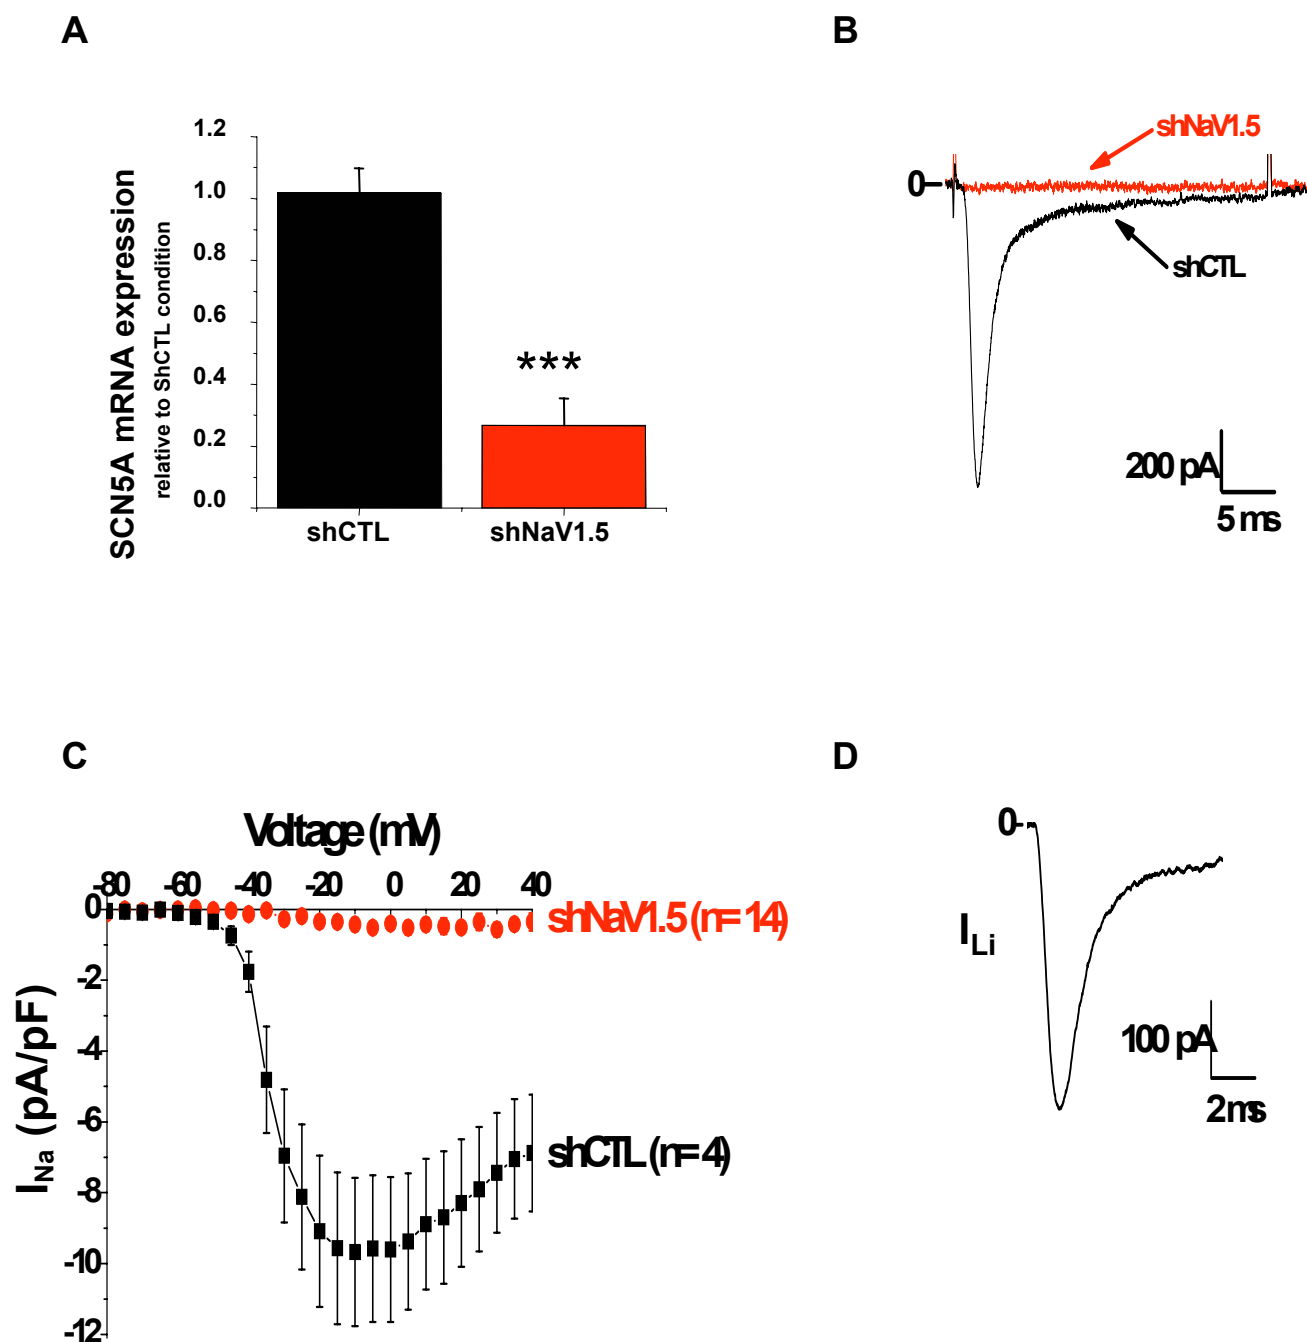 A
SCN5A mRNA expression
relative to ShCTL condition
1.2
1.0
0.8
0.6
0.4
0.2
0.0
***
shCTL
shNaV1.5
B
shNaV1.5
0
shCTL
200 pA
5 ms
C
Voltage (mV)
-80 -60 -40 -20 0 20 40
0
-2
-4
-6
-8
-10
-12
INa (pA/pF)
shNaV1.5 (n=14)
shCTL (n=4)
D
0
ILi
100 pA
2 ms